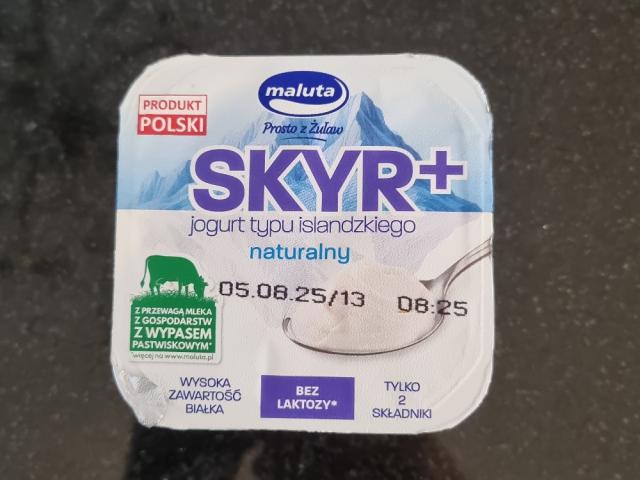 maluta
Prosto z Żuław
PRODUKT
POLSKI
SKYR+
jogurt typu islandzkiego
naturalny
05.08.25/13 08:25
Z PRZEWAGĄ MLEKA
Z GOSPODARSTW
Z WYPASEM
PASTWISKOWYM*
*więcej na www.maluta.pl
WYSOKA
ZAWARTOŚĆ
BIAŁKA
BEZ
LAKTOZY*
TYLKO
2
SKŁADNIKI